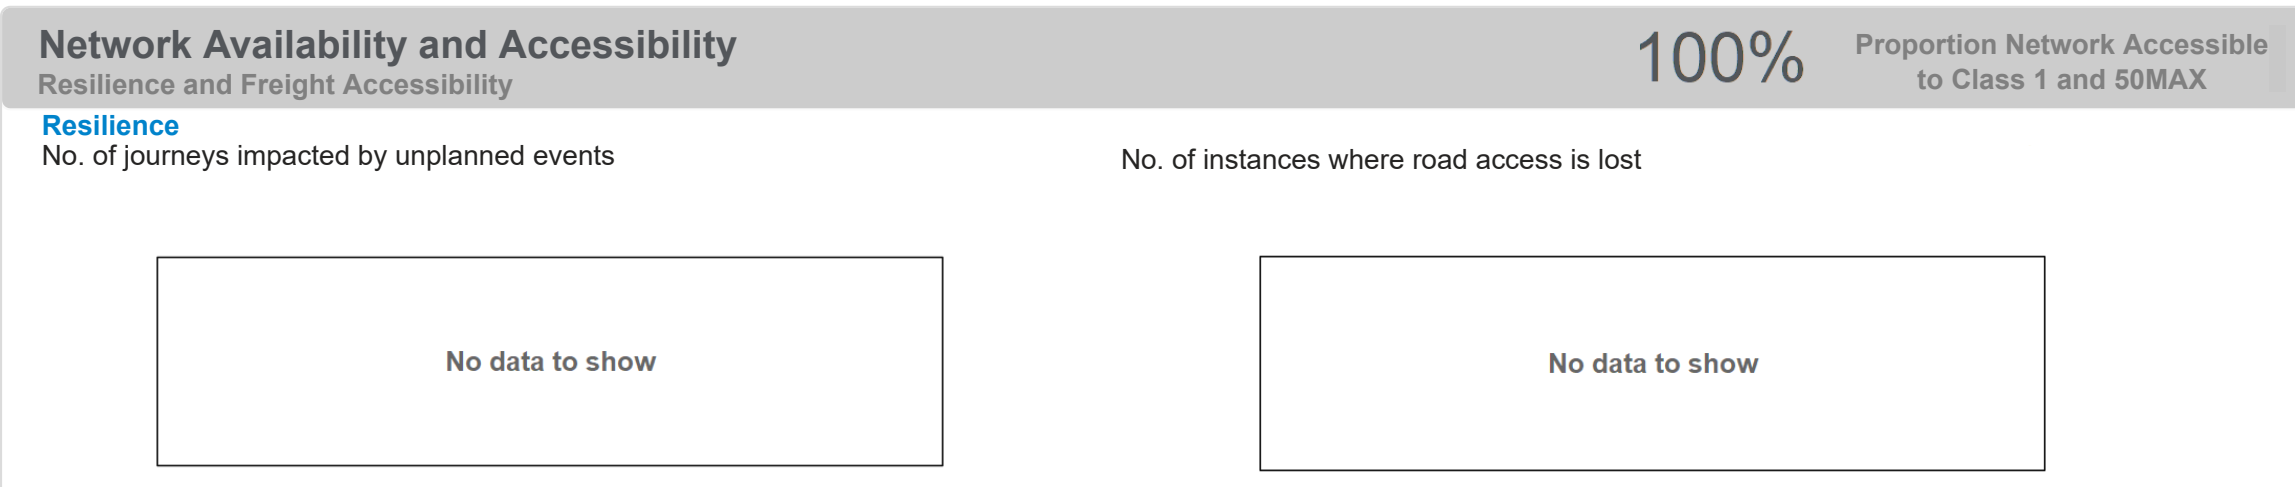 Network Availability and Accessibility
Resilience and Freight Accessibility
100%
Proportion Network Accessible
to Class 1 and 50MAX
Resilience
No. of journeys impacted by unplanned events
No. of instances where road access is lost
No data to show
No data to show